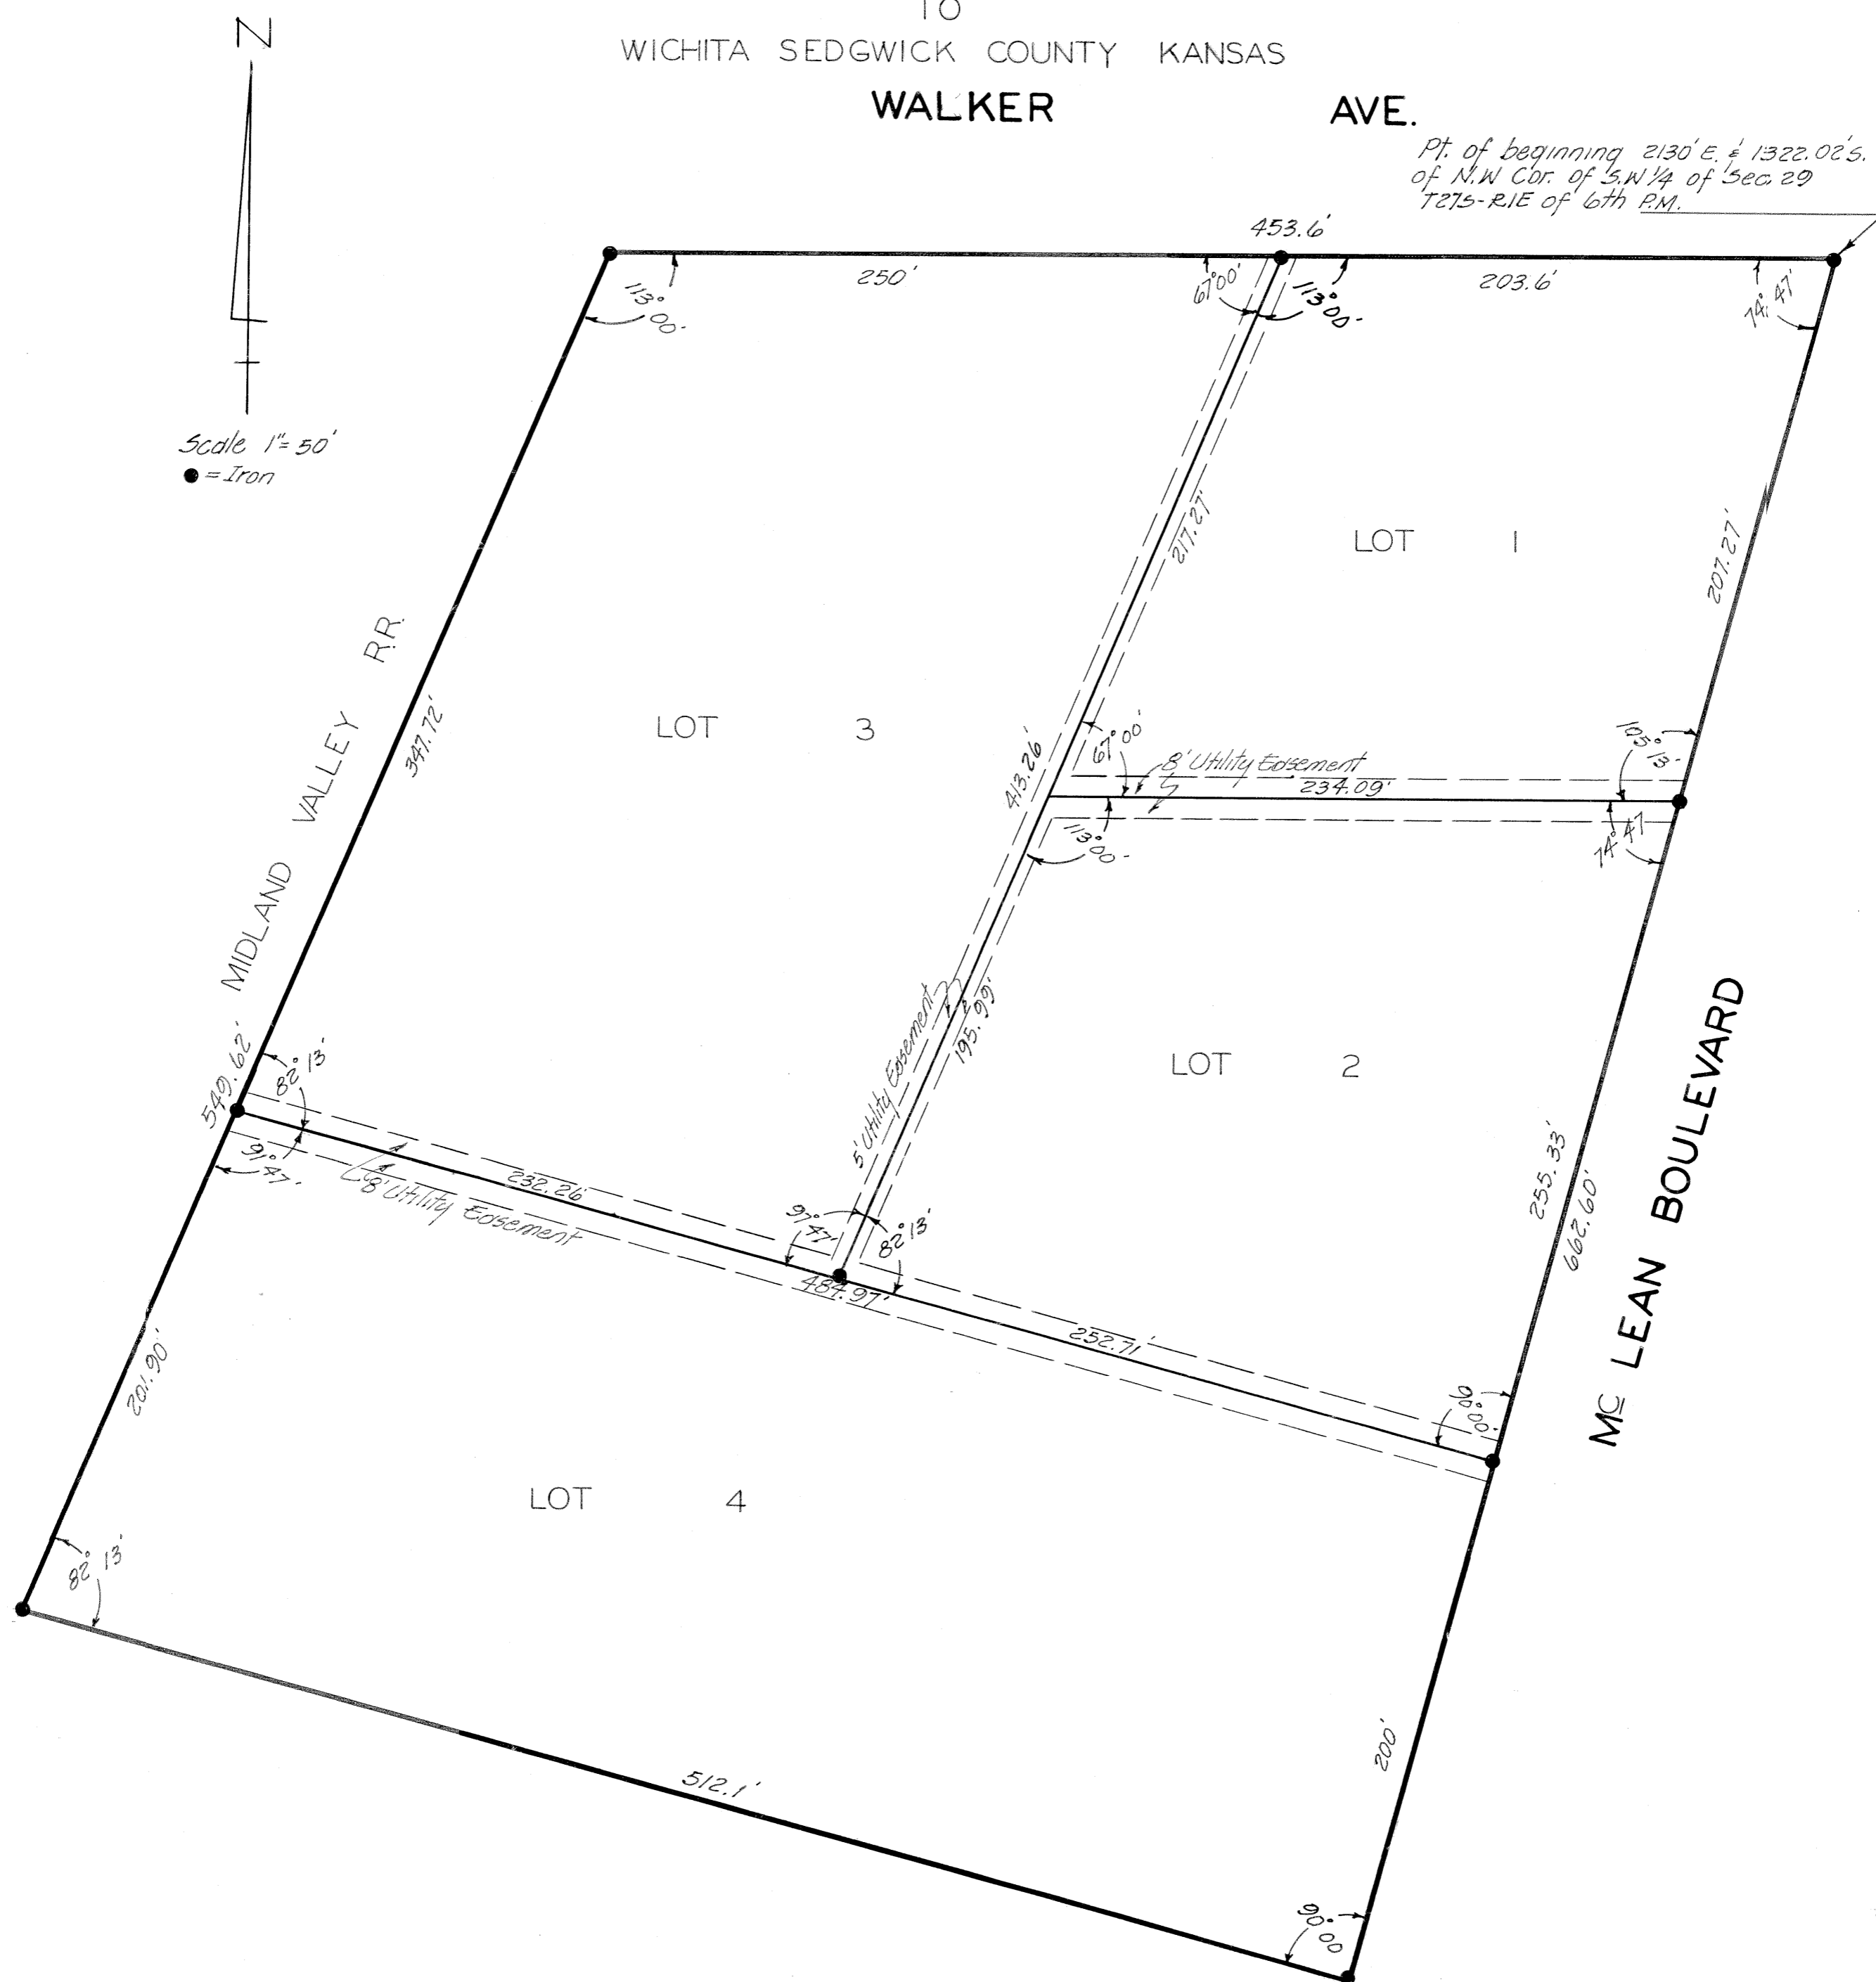 TO
WICHITA SEDGWICK COUNTY KANSAS
WALKER AVE.
N
Pt. of beginning 2130' E. & 1322.02' S.
of N.W Cor. of S.W 1/4 of Sec. 29
T27S-R1E of 6th P.M.
453.6'
250'
203.6'
113° 00'
67°00'
113°00'
74° 47'
Scale 1"= 50'
● = Iron
217.27'
LOT 1
207.27'
MIDLAND VALLEY R.R.
347.72'
LOT 3
413.26'
67°00'
105° 13'
8' Utility Easement
234.09'
113°00'
74° 47
5' Utility Easement
195.99'
LOT 2
549.62'
82° 13'
91° 47'
232.26'
8' Utility Easement
97° 47'
82° 13'
484.97'
252.71'
255.33'
662.60'
Mc LEAN BOULEVARD
90°00'
201.90'
LOT 4
82° 13'
200'
512.1'
90° 00